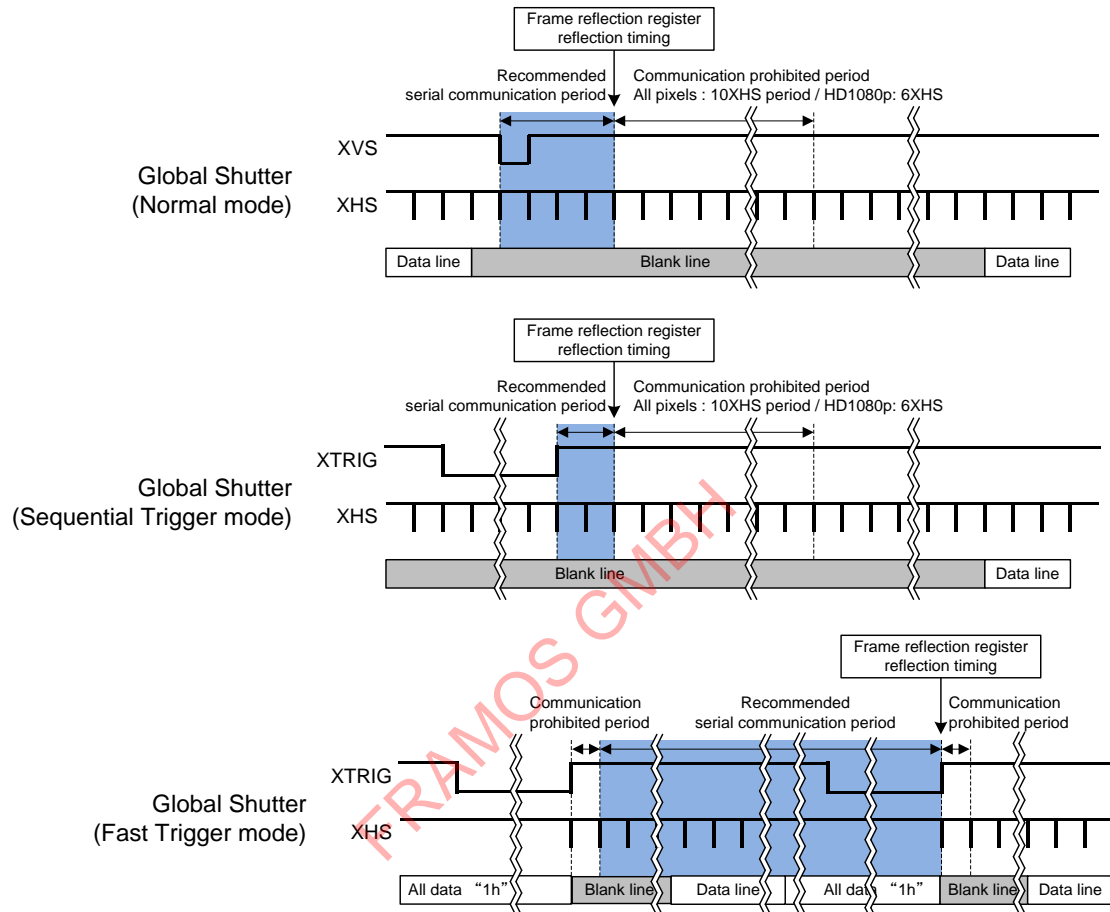 Frame reflection register
reflection timing
Recommended
serial communication period
Communication prohibited period
All pixels : 10XHS period / HD1080p: 6XHS
Global Shutter
(Normal mode)
XVS
XHS
Data line
Blank line
Data line
Frame reflection register
reflection timing
Recommended
serial communication period
Communication prohibited period
All pixels : 10XHS period / HD1080p: 6XHS
Global Shutter
(Sequential Trigger mode)
XTRIG
XHS
Blank line
Data line
Frame reflection register
reflection timing
Communication
prohibited period
Recommended
serial communication period
Communication
prohibited period
Global Shutter
(Fast Trigger mode)
XTRIG
XHS
All data “1h”
Blank line
Data line
All data “1h”
Blank line
Data line
FRAMOS GMBH